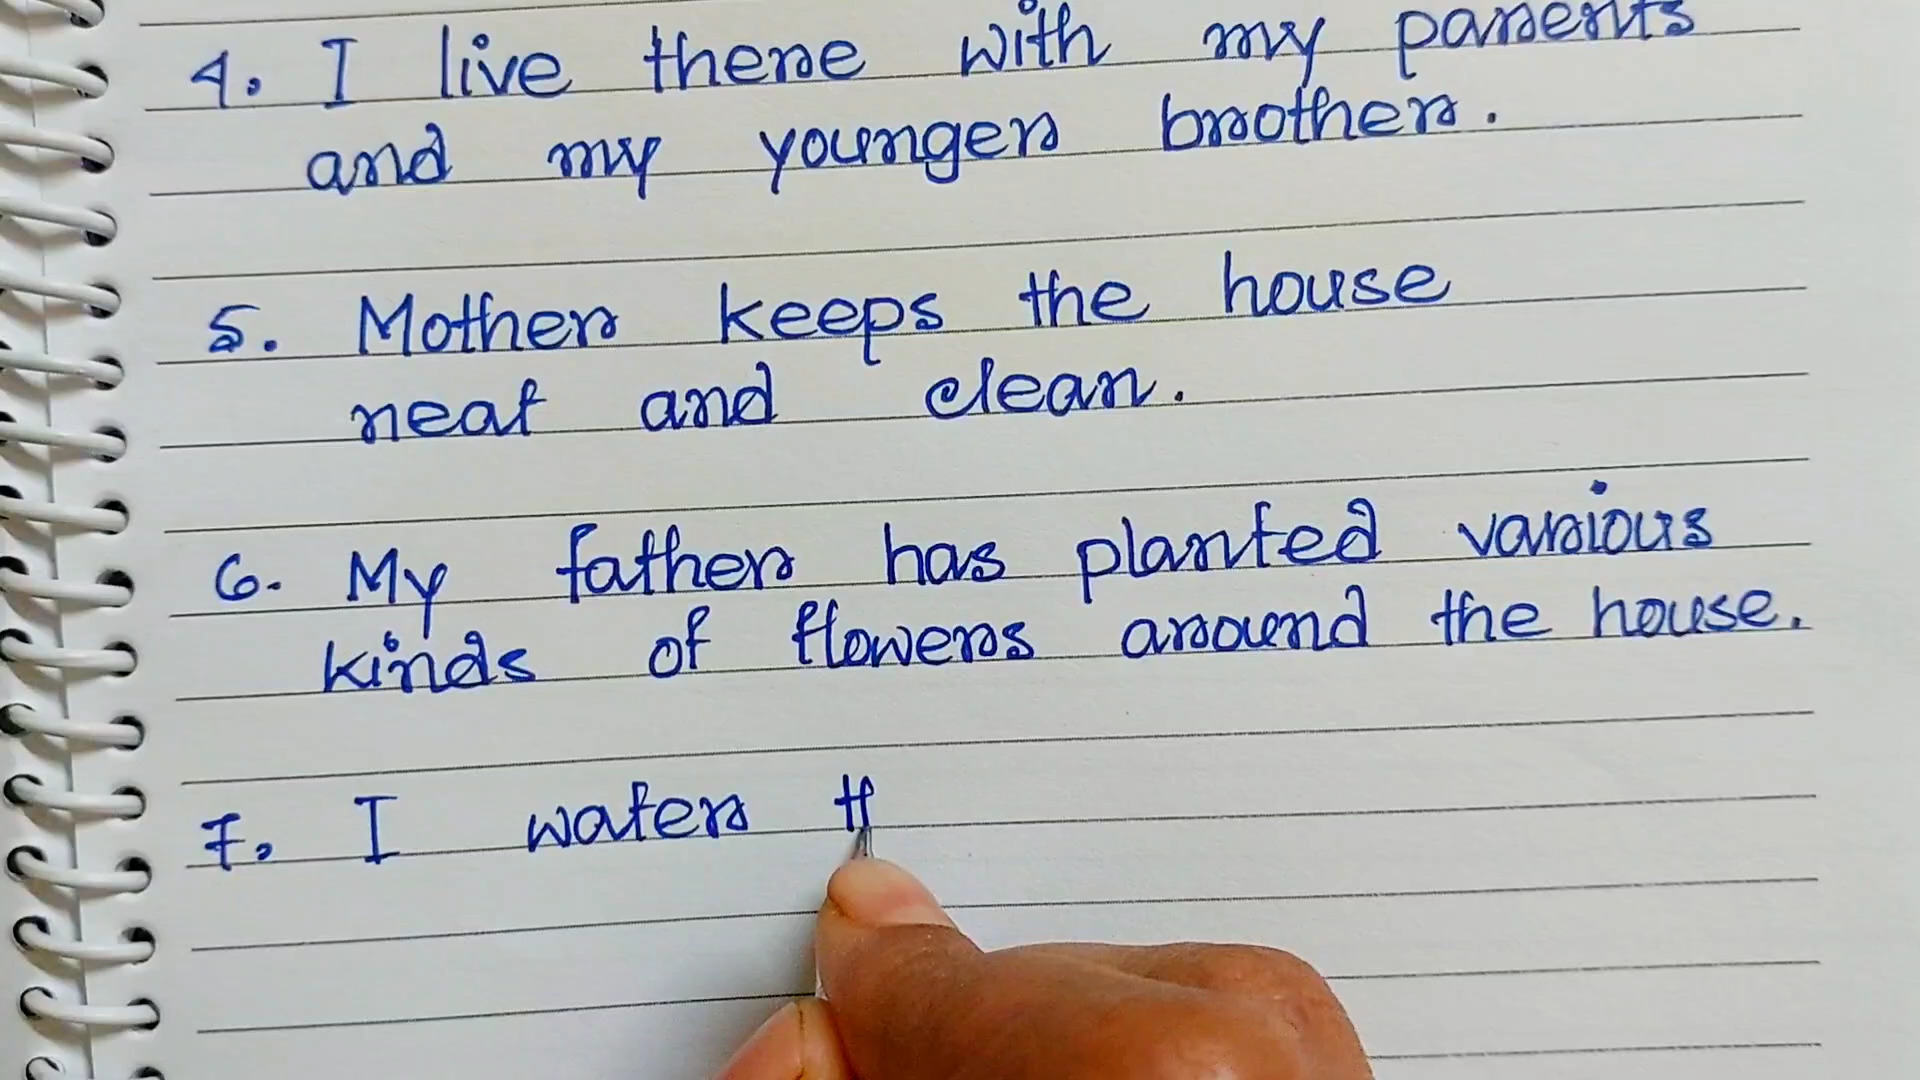 4. I live there with my parents
and my younger brother.
5. Mother keeps the house
neat and clean.
6. My father has planted various
kinds of flowers around the house.
7. I water th